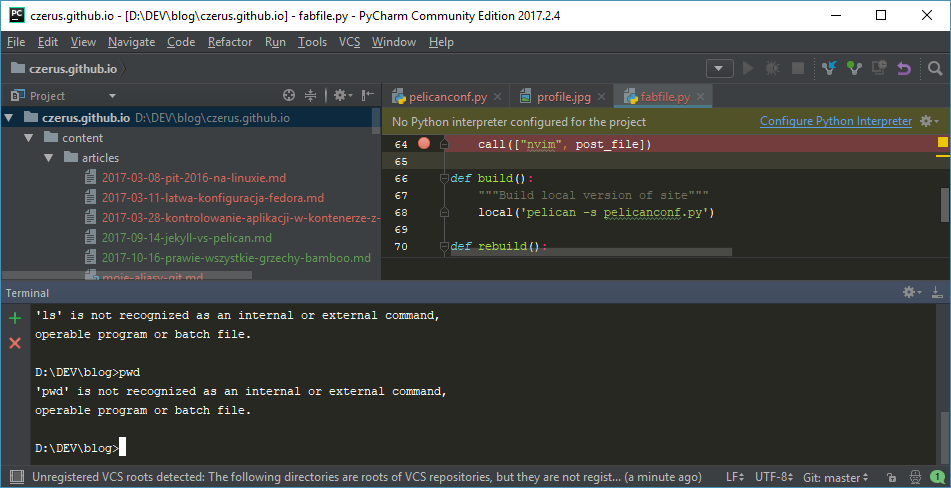 PC
czerus.github.io - [D:\DEV\blog\czerus.github.io] - fabfile.py - PyCharm Community Edition 2017.2.4
File Edit View Navigate Code Refactor Run Tools VCS Window Help
czerus.github.io
Project
pelicanconf.py profile.jpg fabfile.py
czerus.github.io D:\DEV\blog\czerus.github.io
content
articles
2017-03-08-pit-2016-na-linuxie.md
2017-03-11-latwa-konfiguracja-fedora.md
2017-03-28-kontrolowanie-aplikacji-w-kontenerze-z-
2017-09-14-jekyll-vs-pelican.md
2017-10-16-prawie-wszystkie-grzechy-bamboo.md
moje-aliasy-git.md
No Python interpreter configured for the project Configure Python Interpreter
64 call(["nvim", post_file])
65
66 def build():
67 """Build local version of site"""
68 local('pelican -s pelicanconf.py')
69
70 def rebuild():
Terminal
'ls' is not recognized as an internal or external command,
operable program or batch file.
D:\DEV\blog>pwd
'pwd' is not recognized as an internal or external command,
operable program or batch file.
D:\DEV\blog>
Unregistered VCS roots detected: The following directories are roots of VCS repositories, but they are not regist... (a minute ago) LF UTF-8 Git: master 1